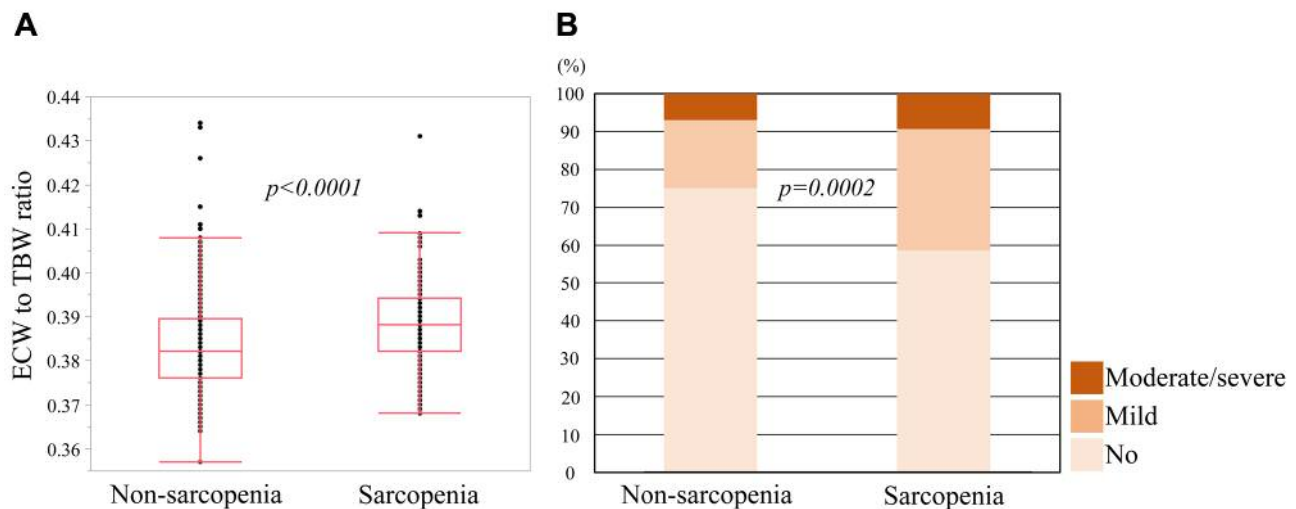 A
ECW to TBW ratio
0.44
0.43
0.42
0.41
0.40
0.39
0.38
0.37
0.36
p<0.0001
Non-sarcopenia
Sarcopenia
B
(%)
100
90
80
70
60
50
40
30
20
10
0
p=0.0002
Non-sarcopenia
Sarcopenia
Moderate/severe
Mild
No